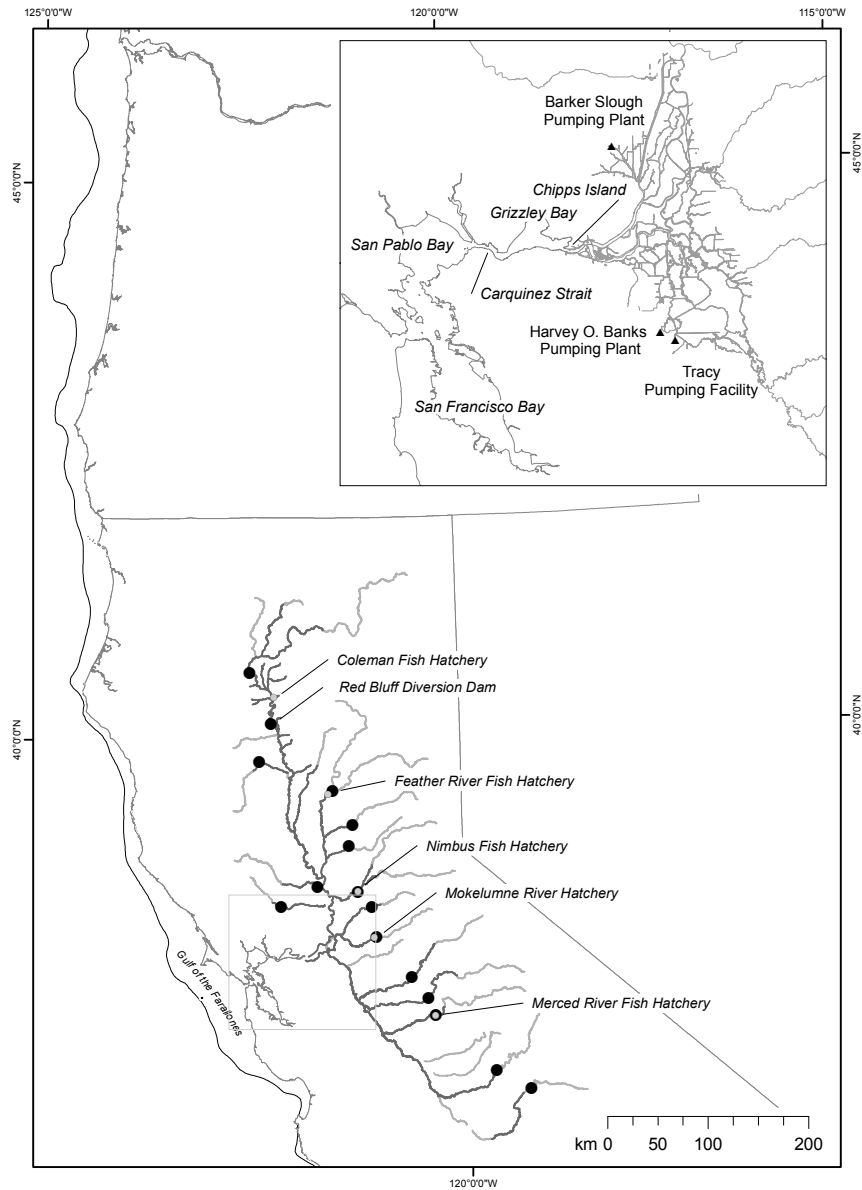 125°0'0"W
120°0'0"W
115°0'0"W
45°0'0"N
45°0'0"N
Barker Slough
Pumping Plant
Chipps Island
Grizzley Bay
San Pablo Bay
Carquinez Strait
Harvey O. Banks
Pumping Plant
Tracy
Pumping Facility
San Francisco Bay
Coleman Fish Hatchery
Red Bluff Diversion Dam
40°0'0"N
40°0'0"N
Feather River Fish Hatchery
Nimbus Fish Hatchery
Mokelumne River Hatchery
Gulf of the Farallones
Merced River Fish Hatchery
km 0 50 100 200
120°0'0"W